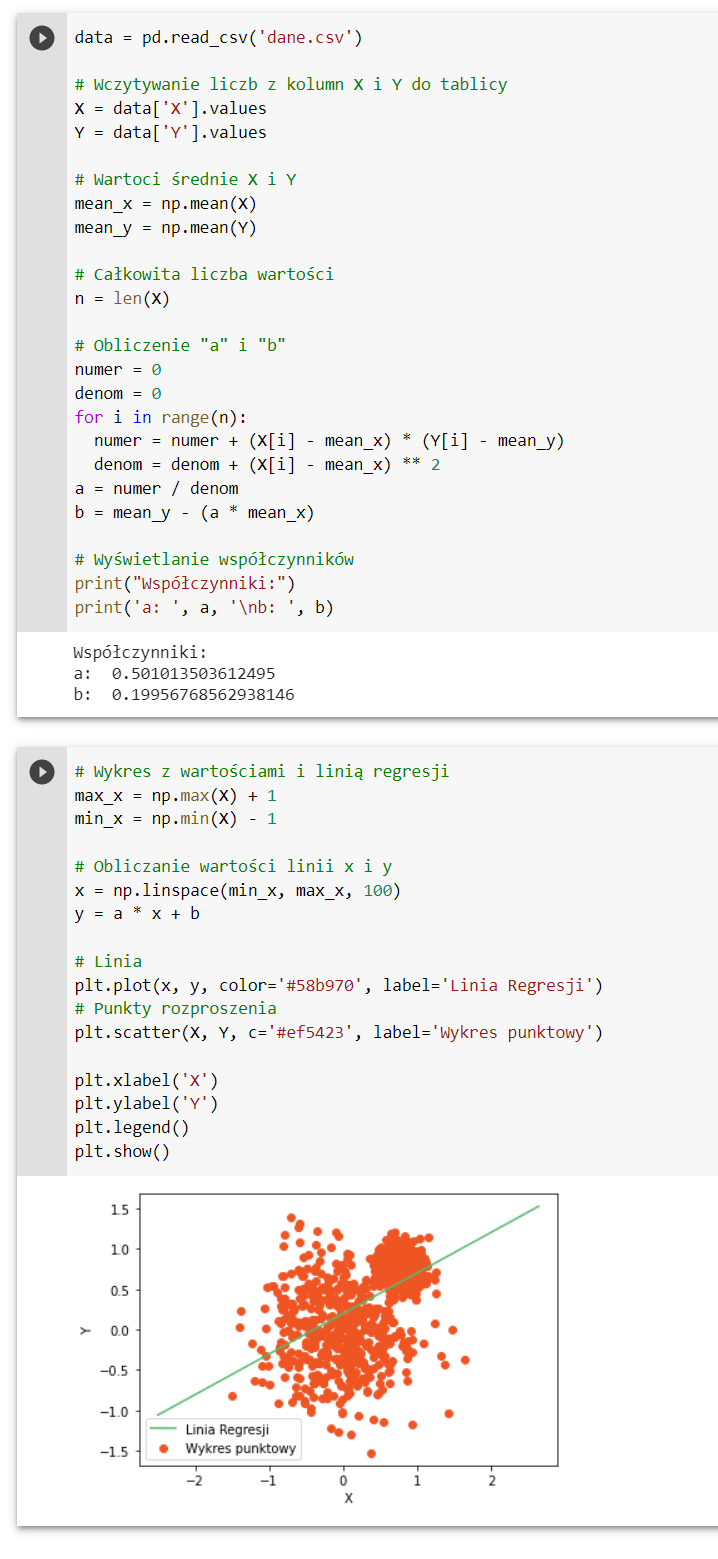 data = pd.read_csv('dane.csv')
# Wczytywanie liczb z kolumn X i Y do tablicy
X = data['X'].values
Y = data['Y'].values
# Wartoci średnie X i Y
mean_x = np.mean(X)
mean_y = np.mean(Y)
# Całkowita liczba wartości
n = len(X)
# Obliczenie "a" i "b"
numer = 0
denom = 0
for i in range(n):
  numer = numer + (X[i] - mean_x) * (Y[i] - mean_y)
  denom = denom + (X[i] - mean_x) ** 2
a = numer / denom
b = mean_y - (a * mean_x)
# Wyświetlanie współczynników
print("Współczynniki:")
print('a: ', a, '\nb: ', b)
Współczynniki:
a:  0.501013503612495
b:  0.19956768562938146
# Wykres z wartościami i linią regresji
max_x = np.max(X) + 1
min_x = np.min(X) - 1
# Obliczanie wartości linii x i y
x = np.linspace(min_x, max_x, 100)
y = a * x + b
# Linia
plt.plot(x, y, color='#58b970', label='Linia Regresji')
# Punkty rozproszenia
plt.scatter(X, Y, c='#ef5423', label='Wykres punktowy')
plt.xlabel('X')
plt.ylabel('Y')
plt.legend()
plt.show()
1.5
1.0
0.5
0.0
−0.5
−1.0
−1.5
Y
Linia Regresji
Wykres punktowy
−2 −1 0 1 2
X